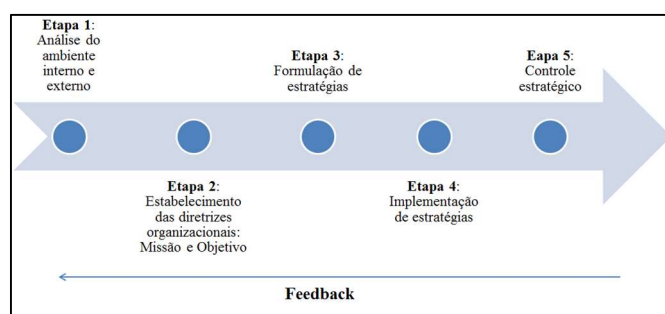 Etapa 1:
Análise do
ambiente
interno e
externo
Etapa 2:
Estabelecimento
das diretrizes
organizacionais:
Missão e Objetivo
Etapa 3:
Formulação de
estratégias
Etapa 4:
Implementação
de estratégias
Eapa 5:
Controle
estratégico
Feedback